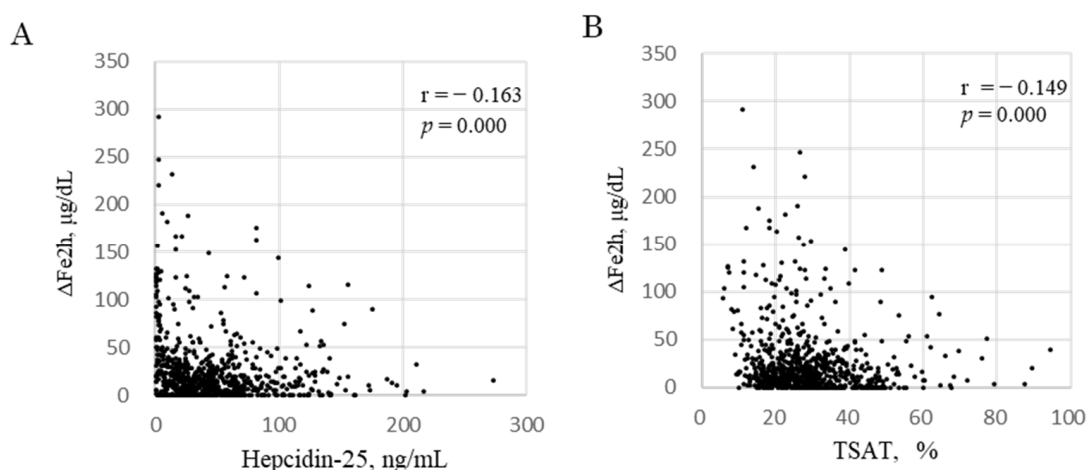 A
350
300
250
200
150
100
50
0
0
100
200
300
ΔFe2h, μg/dL
Hepcidin-25, ng/mL
r = − 0.163
p = 0.000
B
350
300
250
200
150
100
50
0
0
20
40
60
80
100
ΔFe2h, μg/dL
TSAT, %
r = −0.149
p = 0.000